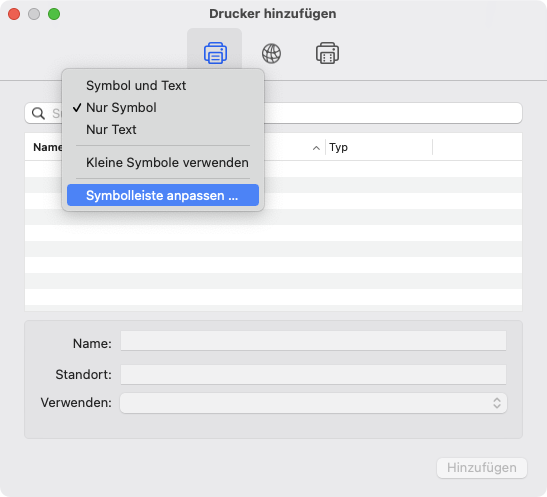 Drucker hinzufügen
Symbol und Text
Nur Symbol
Nur Text
Kleine Symbole verwenden
Symbolleiste anpassen ...
Name
Typ
Name:
Standort:
Verwenden:
Hinzufügen